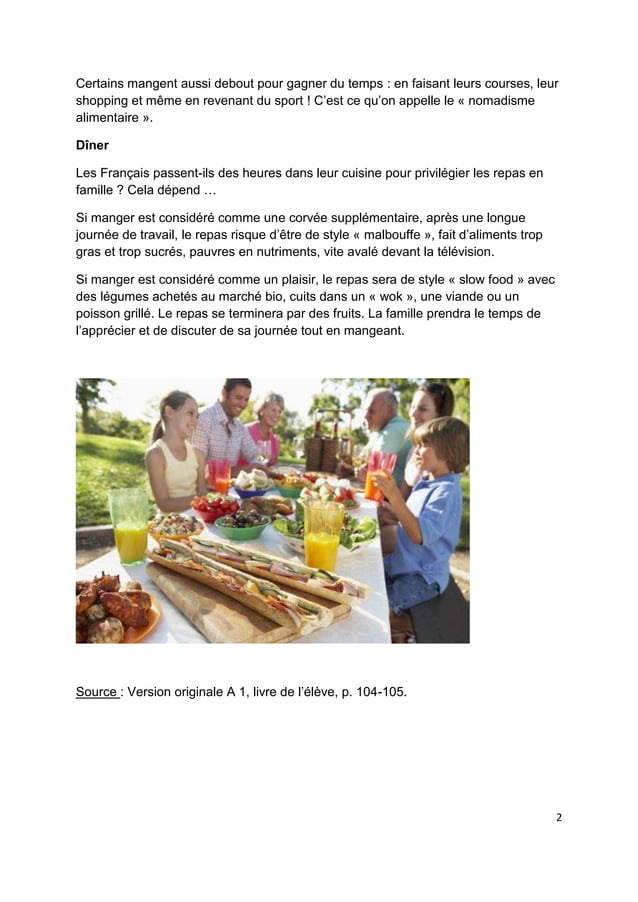 Certains mangent aussi debout pour gagner du temps : en faisant leurs courses, leur
shopping et même en revenant du sport ! C’est ce qu’on appelle le « nomadisme
alimentaire ».
Dîner
Les Français passent-ils des heures dans leur cuisine pour privilégier les repas en
famille ? Cela dépend …
Si manger est considéré comme une corvée supplémentaire, après une longue
journée de travail, le repas risque d’être de style « malbouffe », fait d’aliments trop
gras et trop sucrés, pauvres en nutriments, vite avalé devant la télévision.
Si manger est considéré comme un plaisir, le repas sera de style « slow food » avec
des légumes achetés au marché bio, cuits dans un « wok », une viande ou un
poisson grillé. Le repas se terminera par des fruits. La famille prendra le temps de
l’apprécier et de discuter de sa journée tout en mangeant.
Source : Version originale A 1, livre de l’élève, p. 104-105.
2